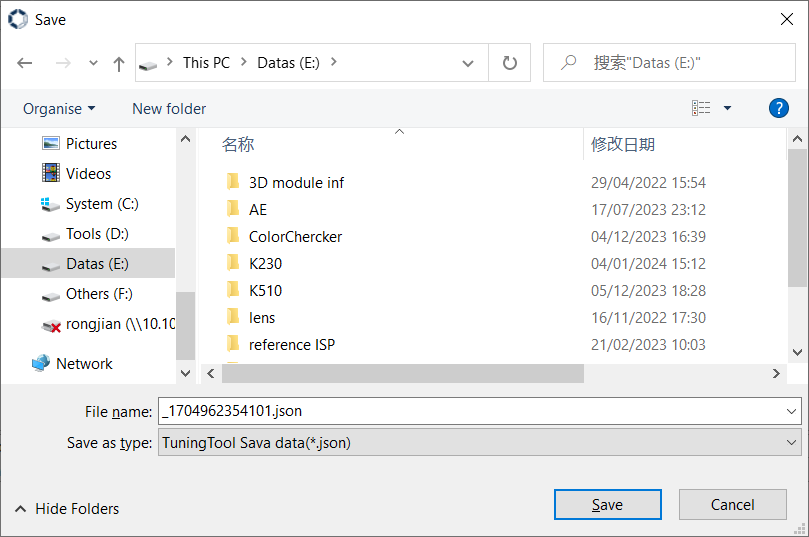 Save
This PC > Datas (E:) >
搜索"Datas (E:)"
Organise
New folder
?
Pictures
Videos
System (C:)
Tools (D:)
Datas (E:)
Others (F:)
rongjian (\\10.10
Network
名称 修改日期
3D module inf 29/04/2022 15:54
AE 17/07/2023 23:12
ColorChercker 04/12/2023 16:39
K230 04/01/2024 15:12
K510 05/12/2023 18:28
lens 16/11/2022 17:30
reference ISP 21/02/2023 10:03
File name: _1704962354101.json
Save as type: TuningTool Sava data(*.json)
Hide Folders
Save
Cancel